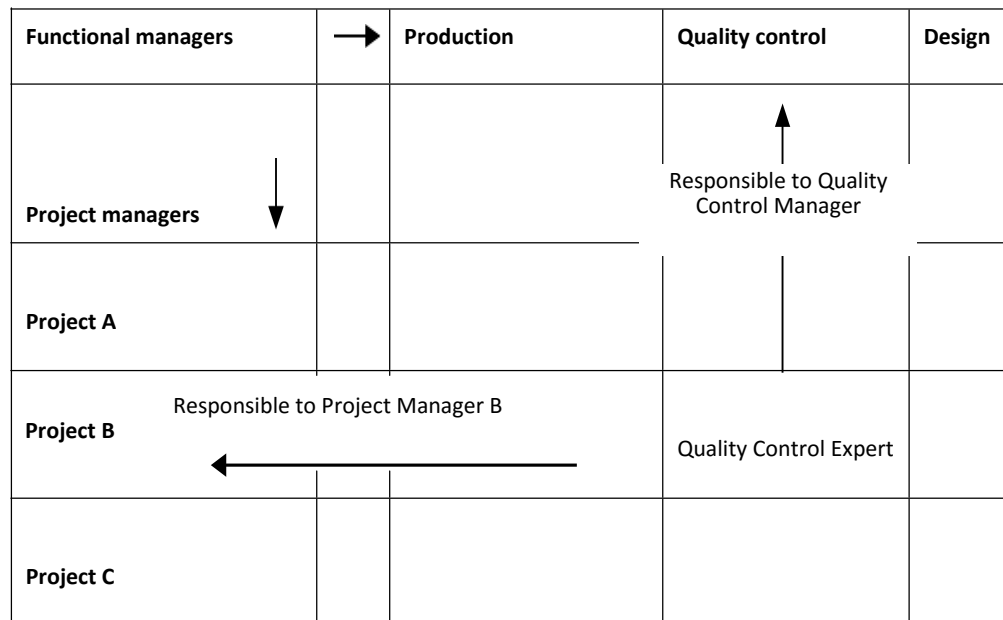 Functional managers
Production
Quality control
Design
Responsible to Quality
Control Manager
Project managers
Project A
Responsible to Project Manager B
Project B
Quality Control Expert
Project C